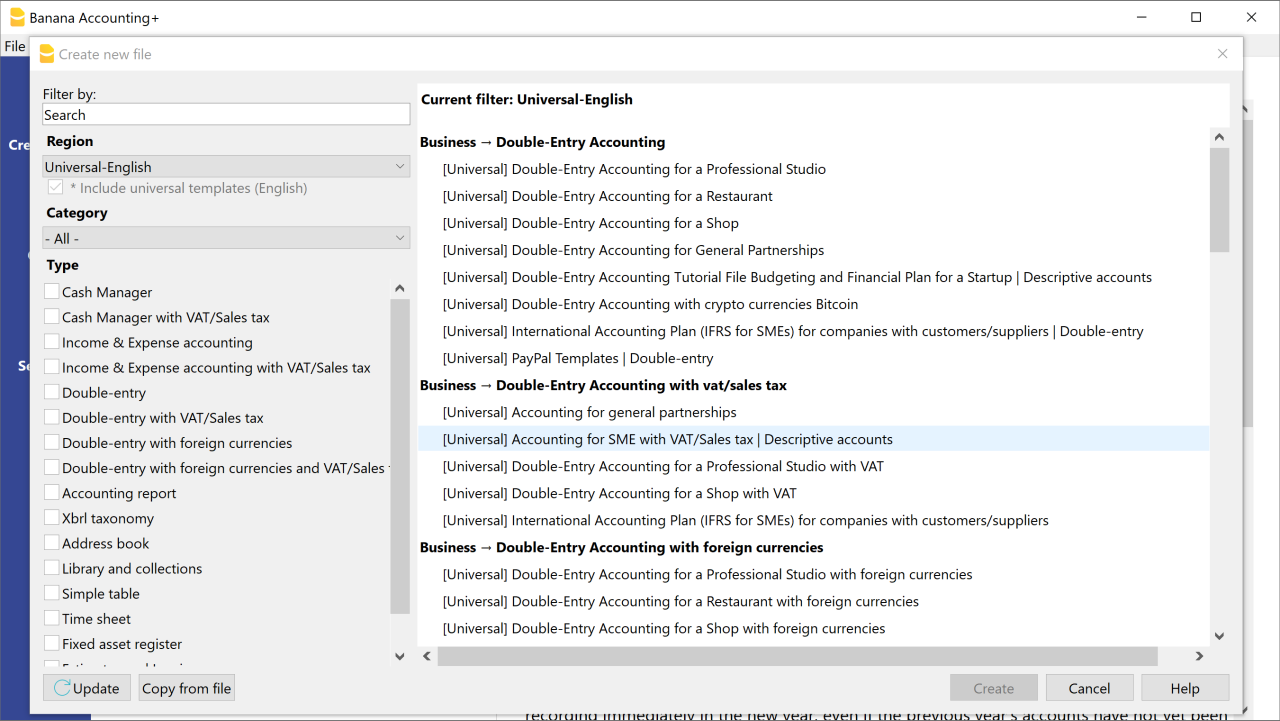 Banana Accounting+
File
Create new file
Filter by:
Search
Region
Universal-English
* Include universal templates (English)
Category
- All -
Type
Cash Manager
Cash Manager with VAT/Sales tax
Income & Expense accounting
Income & Expense accounting with VAT/Sales tax
Double-entry
Double-entry with VAT/Sales tax
Double-entry with foreign currencies
Double-entry with foreign currencies and VAT/Sales
Accounting report
Xbrl taxonomy
Address book
Library and collections
Simple table
Time sheet
Fixed asset register
Update
Copy from file
Current filter: Universal-English
Business → Double-Entry Accounting
[Universal] Double-Entry Accounting for a Professional Studio
[Universal] Double-Entry Accounting for a Restaurant
[Universal] Double-Entry Accounting for a Shop
[Universal] Double-Entry Accounting for General Partnerships
[Universal] Double-Entry Accounting Tutorial File Budgeting and Financial Plan for a Startup | Descriptive accounts
[Universal] Double-Entry Accounting with crypto currencies Bitcoin
[Universal] International Accounting Plan (IFRS for SMEs) for companies with customers/suppliers | Double-entry
[Universal] PayPal Templates | Double-entry
Business → Double-Entry Accounting with vat/sales tax
[Universal] Accounting for general partnerships
[Universal] Accounting for SME with VAT/Sales tax | Descriptive accounts
[Universal] Double-Entry Accounting for a Professional Studio with VAT
[Universal] Double-Entry Accounting for a Shop with VAT
[Universal] International Accounting Plan (IFRS for SMEs) for companies with customers/suppliers
Business → Double-Entry Accounting with foreign currencies
[Universal] Double-Entry Accounting for a Professional Studio with foreign currencies
[Universal] Double-Entry Accounting for a Restaurant with foreign currencies
[Universal] Double-Entry Accounting for a Shop with foreign currencies
Create
Cancel
Help
recording immediately in the new year, even if the previous year's accounts have not yet been